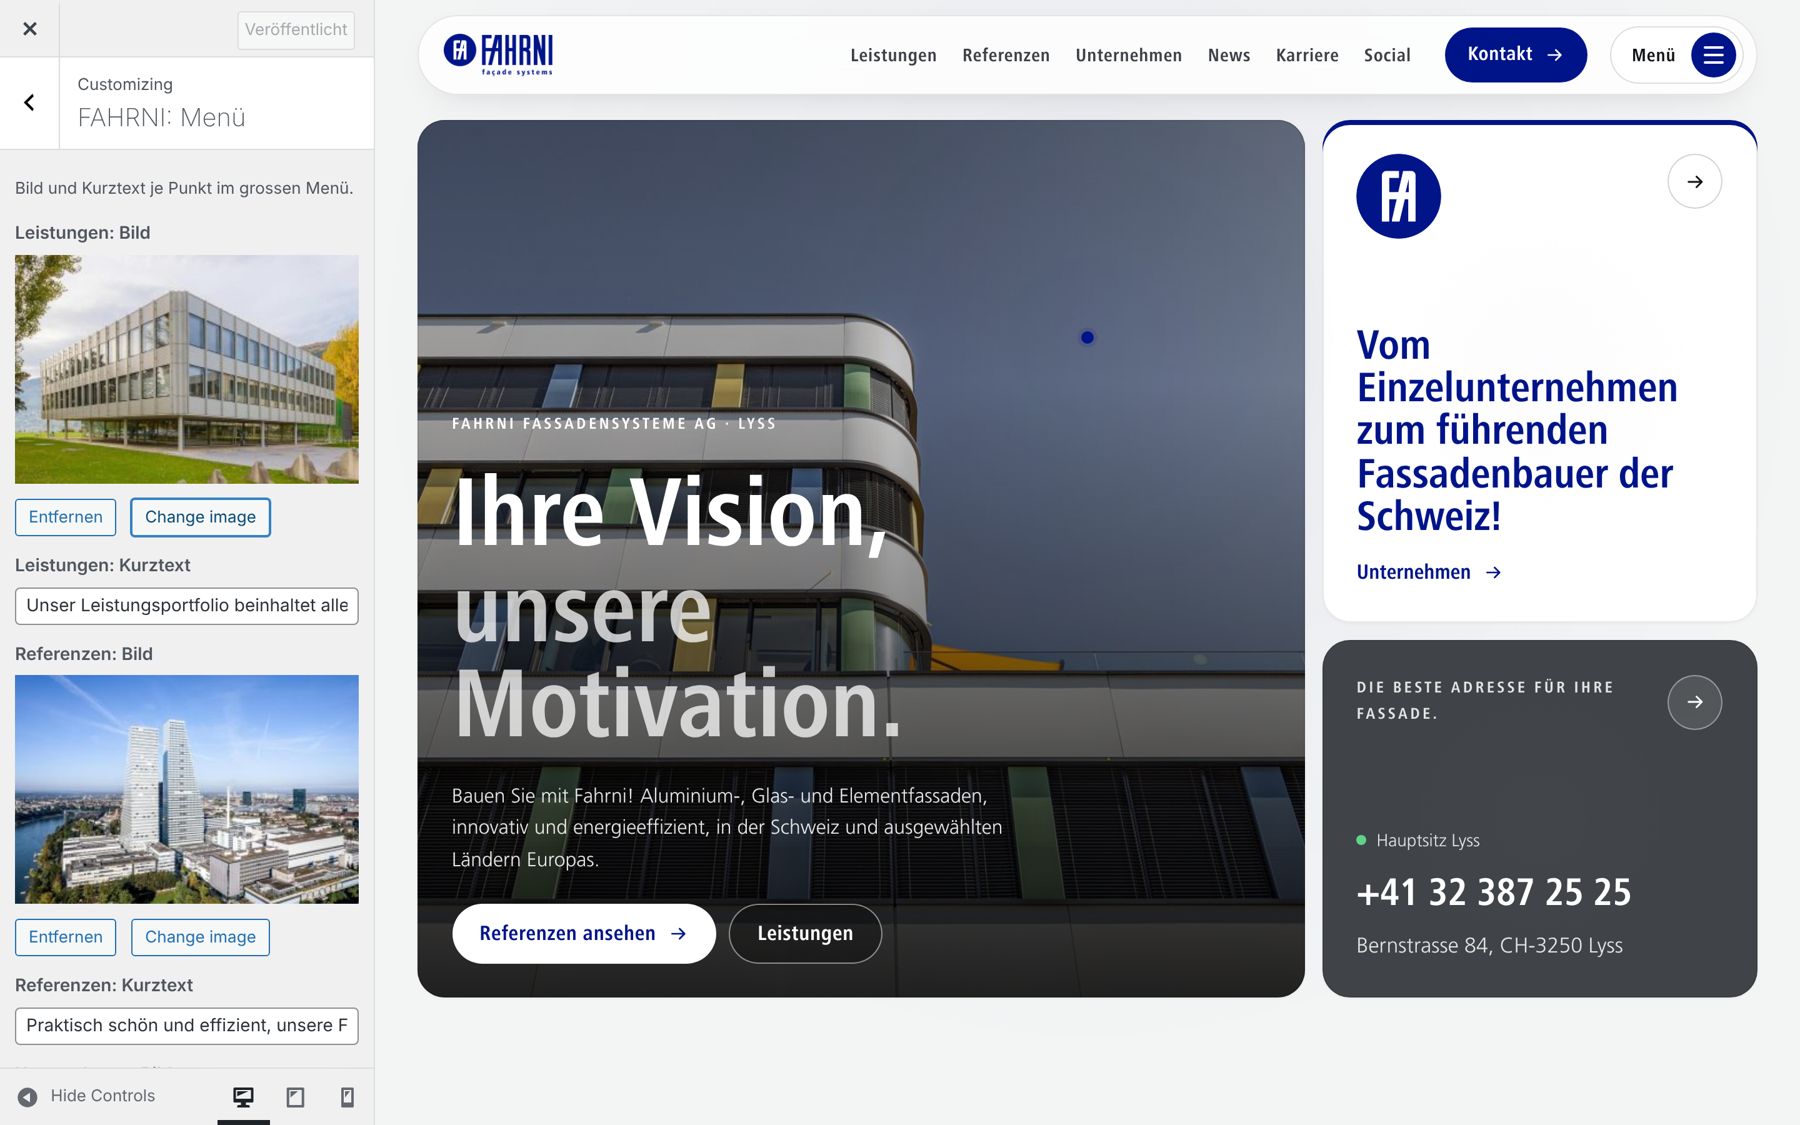 Veröffentlicht
Customizing
FAHRNI: Menü
Bild und Kurztext je Punkt im grossen Menü.
Leistungen: Bild
Entfernen
Change image
Leistungen: Kurztext
Unser Leistungsportfolio beinhaltet alle
Referenzen: Bild
Entfernen
Change image
Referenzen: Kurztext
Praktisch schön und effizient, unsere F
Hide Controls
FA FAHRNI
façade systems
Leistungen
Referenzen
Unternehmen
News
Karriere
Social
Kontakt
Menü
FAHRNI FASSADENSYSTEME AG · LYSS
Ihre Vision,
unsere
Motivation.
Bauen Sie mit Fahrni! Aluminium-, Glas- und Elementfassaden,
innovativ und energieeffizient, in der Schweiz und ausgewählten
Ländern Europas.
Referenzen ansehen
Leistungen
FA
Vom
Einzelunternehmen
zum führenden
Fassadenbauer der
Schweiz!
Unternehmen
DIE BESTE ADRESSE FÜR IHRE
FASSADE.
Hauptsitz Lyss
+41 32 387 25 25
Bernstrasse 84, CH-3250 Lyss